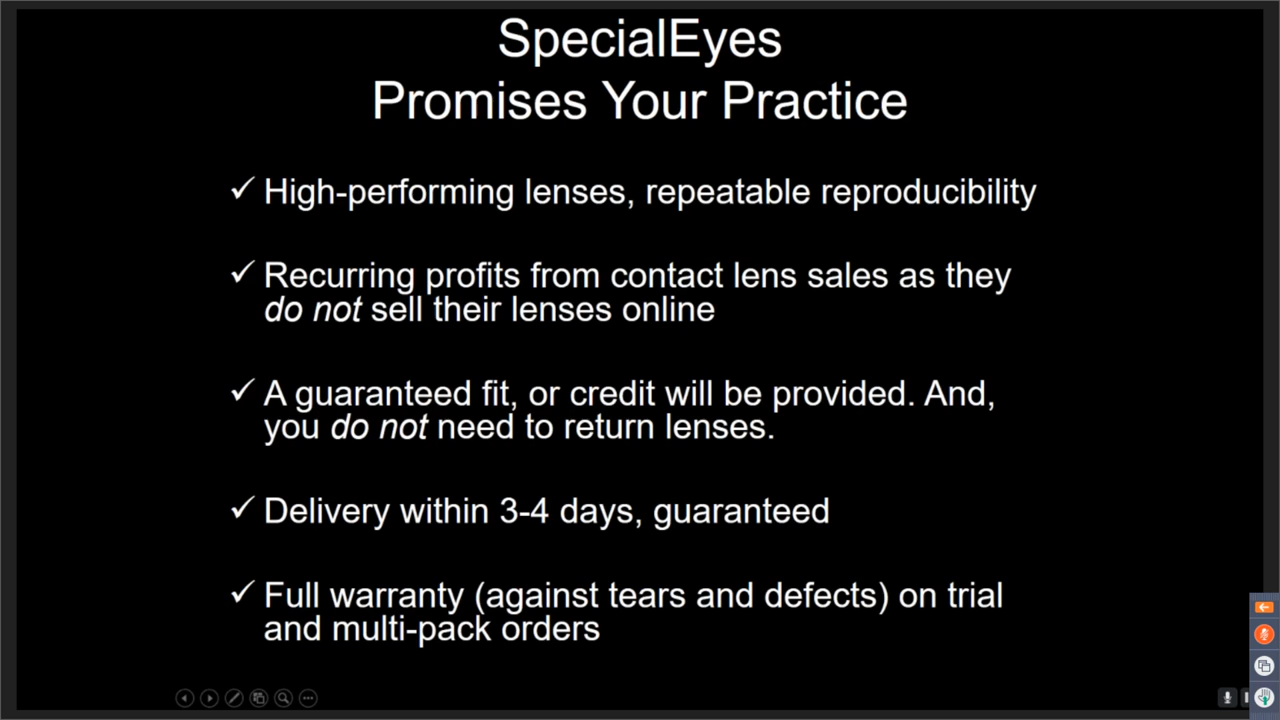 SpecialEyes
Promises Your Practice
✓ High-performing lenses, repeatable reproducibility
✓ Recurring profits from contact lens sales as they
do not sell their lenses online
✓ A guaranteed fit, or credit will be provided. And,
you do not need to return lenses.
✓ Delivery within 3-4 days, guaranteed
✓ Full warranty (against tears and defects) on trial
and multi-pack orders